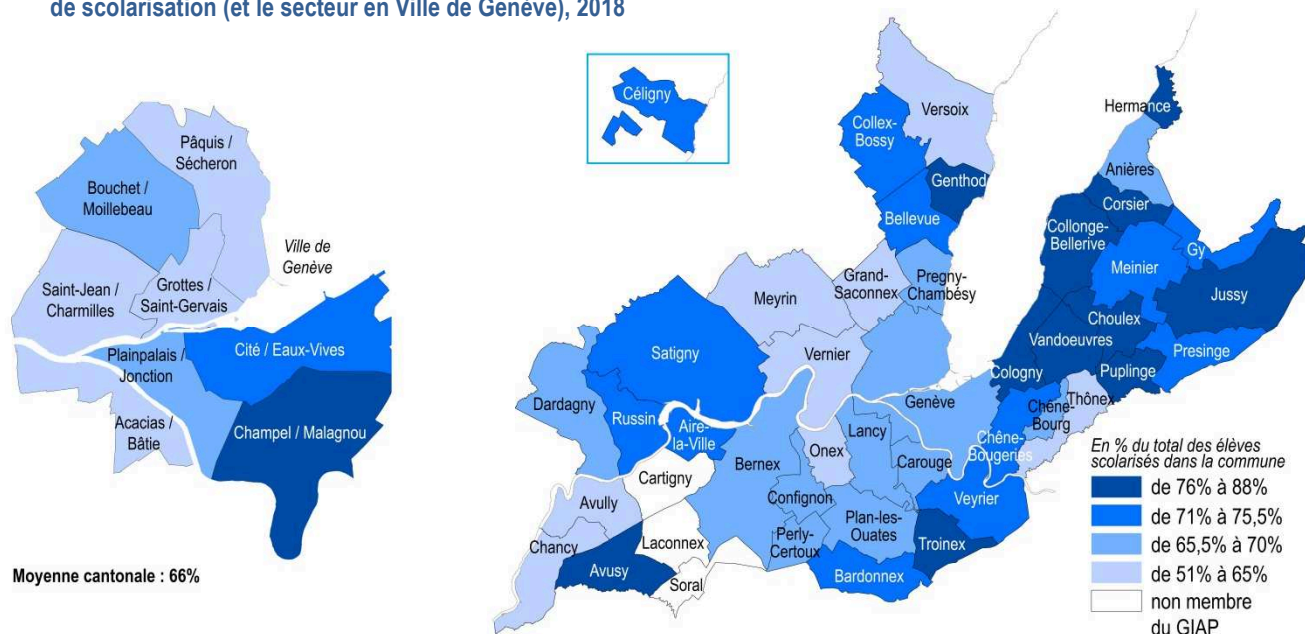 de scolarisation (et le secteur en Ville de Genève), 2018
Pâquis /
Sécheron
Bouchet /
Moillebeau
Ville de
Genève
Saint-Jean /
Charmilles
Grottes /
Saint-Gervais
Plainpalais /
Jonction
Cité / Eaux-Vives
Acacias /
Bâtie
Champel / Malagnou
Moyenne cantonale : 66%
Céligny
Versoix
Collex-
Bossy
Genthod
Bellevue
Hermance
Anières
Corsier
Collonge-
Bellerive
Gy
Meinier
Jussy
Grand-
Saconnex
Pregny-
Chambésy
Meyrin
Choulex
Vandoeuvres
Presinge
Satigny
Vernier
Cologny
Puplinge
Dardagny
Russin
Aire-
la-Ville
Genève
Chêne-
Bourg
Thônex
Lancy
Onex
Chêne-
Bougeries
Bernex
Carouge
Cartigny
Veyrier
Avully
Confignon
Plan-les-
Ouates
Chancy
Laconnex
Perly-
Certoux
Troinex
Avusy
Soral
Bardonnex
En % du total des élèves
scolarisés dans la commune
de 76% à 88%
de 71% à 75,5%
de 65,5% à 70%
de 51% à 65%
non membre
du GIAP